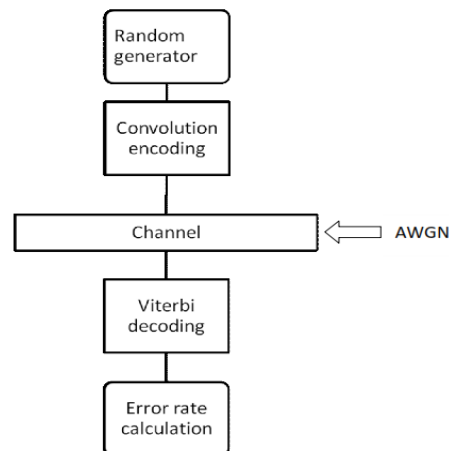 Random
generator
Convolution
encoding
Channel
AWGN
Viterbi
decoding
Error rate
calculation